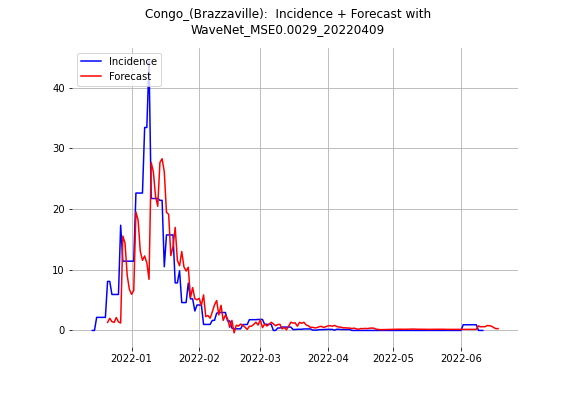 Congo_(Brazzaville):  Incidence + Forecast with
WaveNet_MSE0.0029_20220409
Incidence
Forecast
40
30
20
10
0
2022-01
2022-02
2022-03
2022-04
2022-05
2022-06